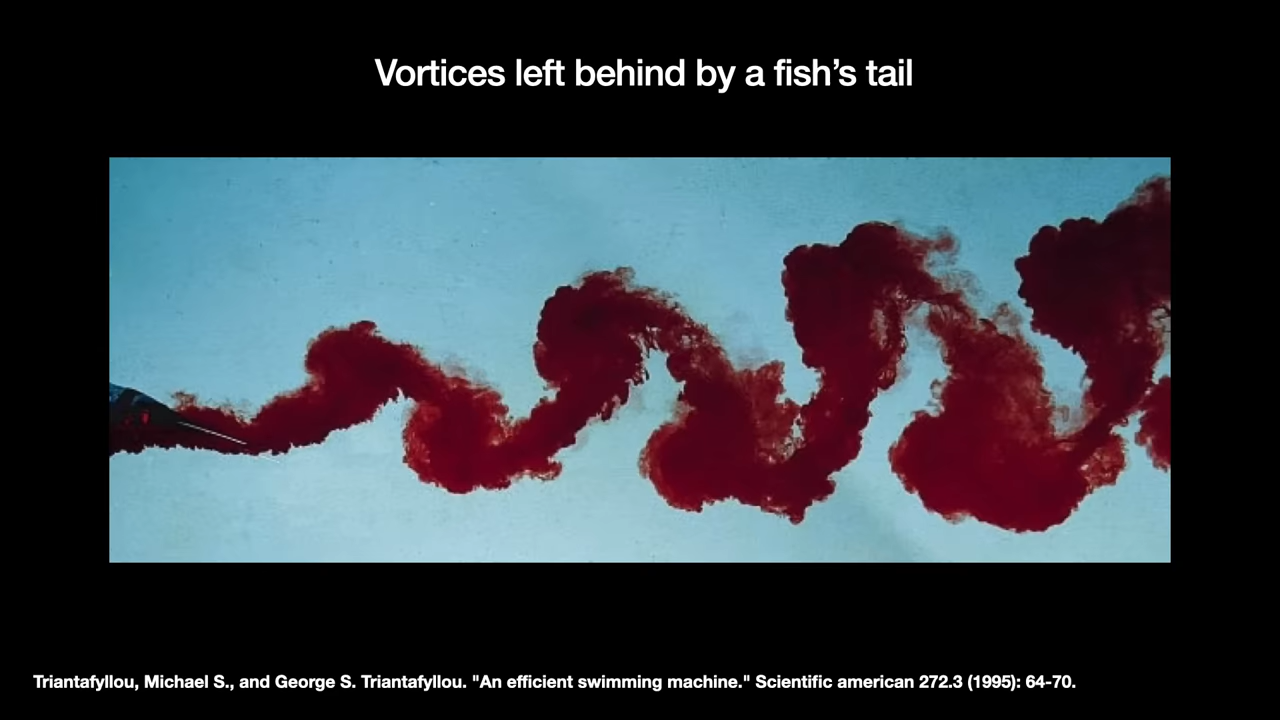 Vortices left behind by a fish’s tail
Triantafyllou, Michael S., and George S. Triantafyllou. "An efficient swimming machine." Scientific american 272.3 (1995): 64-70.